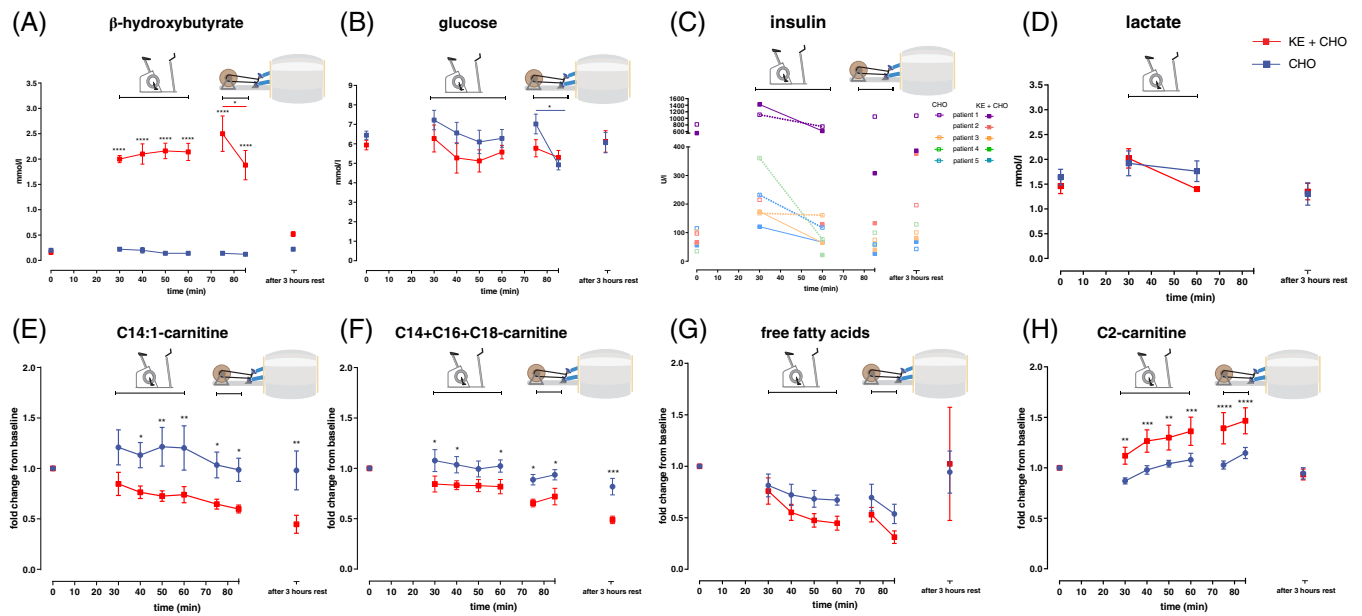 (A) β-hydroxybutyrate
3.5
3.0
2.5
2.0
1.5
1.0
0.5
0.0
mmol/l
**** **** **** **** **** * ****
0 10 20 30 40 50 60 70 80
after 3 hours rest
time (min)
(B) glucose
9
8
7
6
5
4
3
2
1
0
mmol/l
*
0 10 20 30 40 50 60 70 80
after 3 hours rest
time (min)
(C) insulin
1600
1400
1200
1000
800
600
400
300
200
100
0
U/l
CHO KE + CHO
patient 1
patient 2
patient 3
patient 4
patient 5
0 10 20 30 40 50 60 70 80
after 3 hours rest
time (min)
(D) lactate
3.0
2.5
2.0
1.5
1.0
0.5
0.0
mmol/l
0 10 20 30 40 50 60 70 80
after 3 hours rest
time (min)
KE + CHO
CHO
(E) C14:1-carnitine
2.0
1.5
1.0
0.5
0.0
fold change from baseline
* ** ** * * **
0 10 20 30 40 50 60 70 80
after 3 hours rest
time (min)
(F) C14+C16+C18-carnitine
2.0
1.5
1.0
0.5
0.0
fold change from baseline
* * * * * ***
0 10 20 30 40 50 60 70 80
after 3 hours rest
time (min)
(G) free fatty acids
2.0
1.5
1.0
0.5
0.0
fold change from baseline
0 10 20 30 40 50 60 70 80
after 3 hours rest
time (min)
(H) C2-carnitine
2.0
1.5
1.0
0.5
0.0
fold change from baseline
** *** ** *** **** ****
0 10 20 30 40 50 60 70 80
after 3 hours rest
time (min)